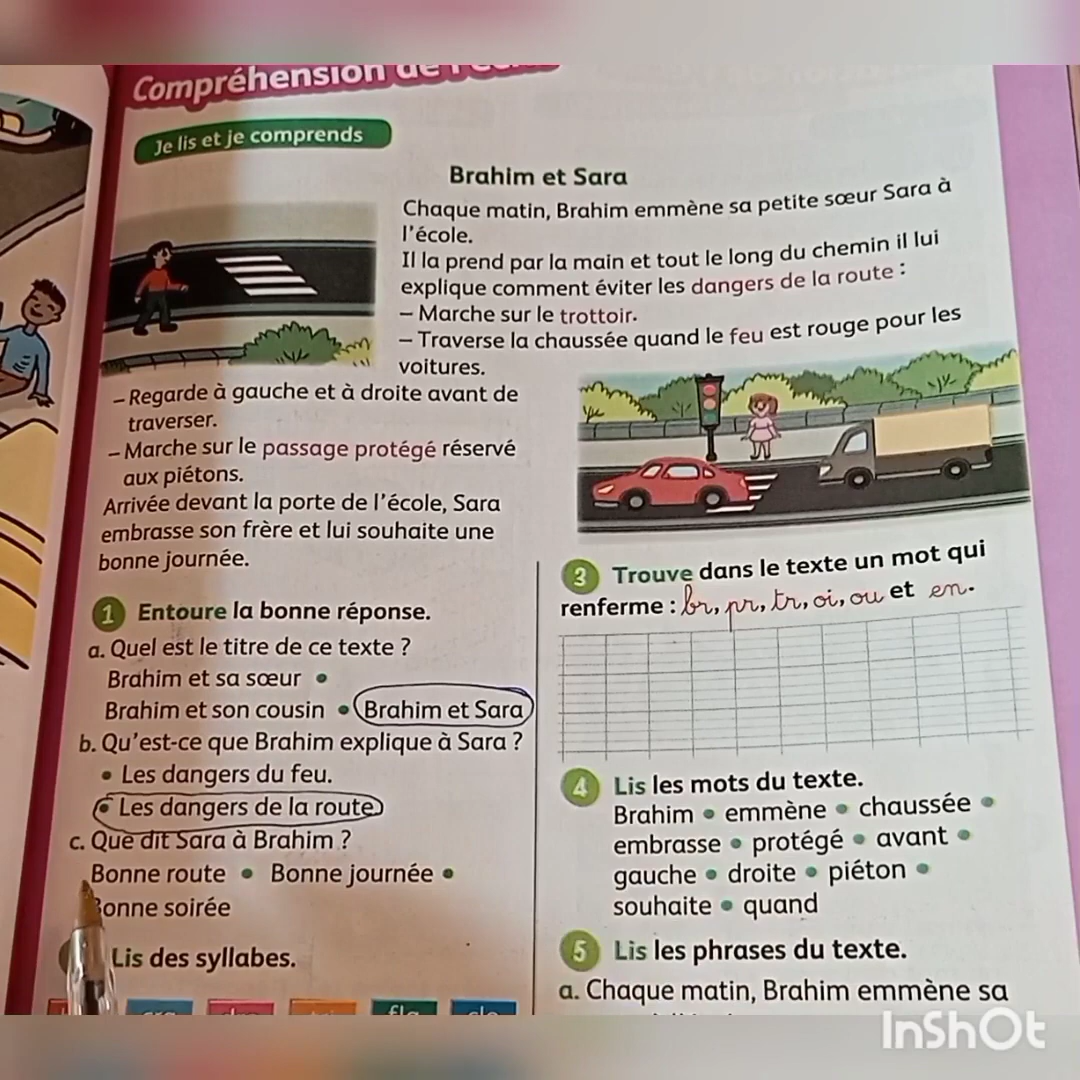 Compréhension de l'écrit
Je lis et je comprends
Brahim et Sara
Chaque matin, Brahim emmène sa petite sœur Sara à
l'école.
Il la prend par la main et tout le long du chemin il lui
explique comment éviter les dangers de la route :
– Marche sur le trottoir.
– Traverse la chaussée quand le feu est rouge pour les
voitures.
– Regarde à gauche et à droite avant de
traverser.
– Marche sur le passage protégé réservé
aux piétons.
Arrivée devant la porte de l'école, Sara
embrasse son frère et lui souhaite une
bonne journée.
1 Entoure la bonne réponse.
a. Quel est le titre de ce texte ?
Brahim et sa sœur •
Brahim et son cousin • Brahim et Sara
b. Qu'est-ce que Brahim explique à Sara ?
• Les dangers du feu.
• Les dangers de la route.
c. Que dit Sara à Brahim ?
Bonne route • Bonne journée •
Bonne soirée
Lis des syllabes.
3 Trouve dans le texte un mot qui
renferme : br, pr, tr, oi, ou et en.
4 Lis les mots du texte.
Brahim • emmène • chaussée •
embrasse • protégé • avant •
gauche • droite • piéton •
souhaite • quand
5 Lis les phrases du texte.
a. Chaque matin, Brahim emmène sa
InShOt